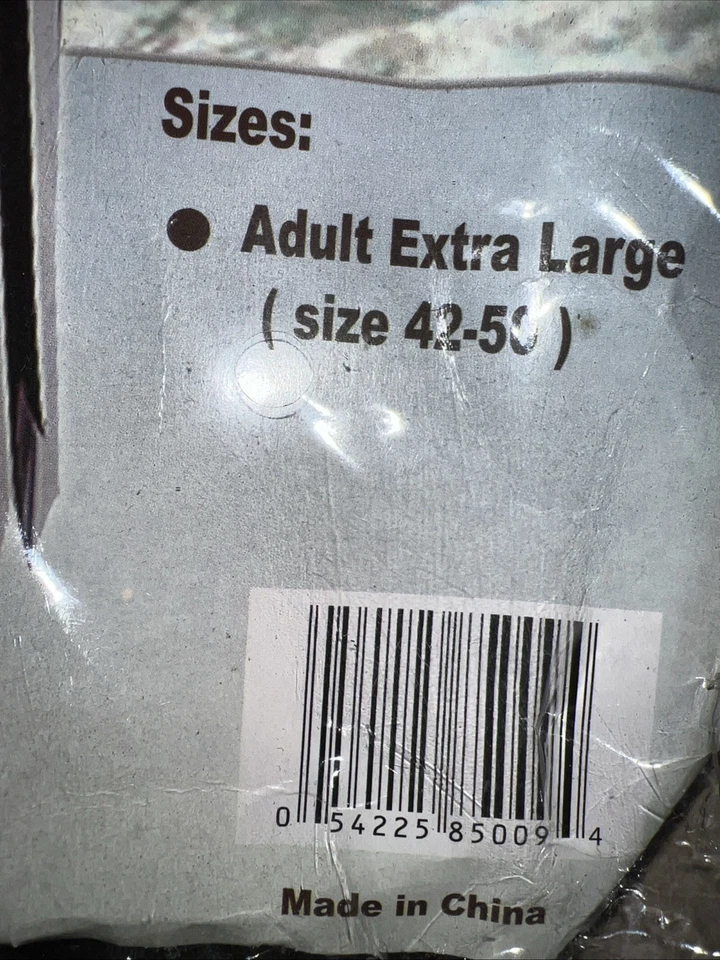 Sizes:
● Adult Extra Large
( size 42-50 )
0 54225 85009 4
Made in China